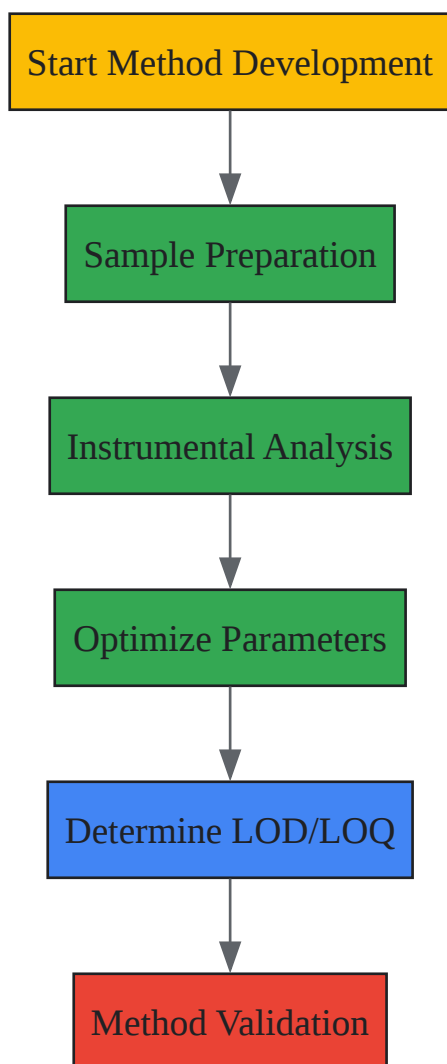 Start Method Development
Sample Preparation
Instrumental Analysis
Optimize Parameters
Determine LOD/LOQ
Method Validation